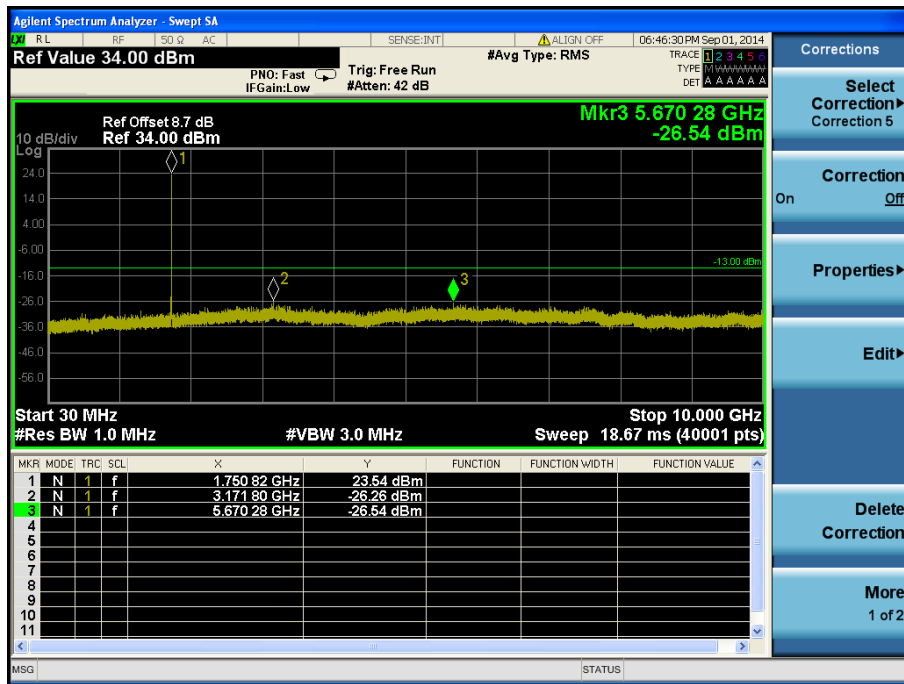 Agilent Spectrum Analyzer - Swept SA
LXI RL RF 50 Ω AC SENSE:INT ALIGN OFF 06:46:30 PM Sep 01, 2014
Ref Value 34.00 dBm
PNO: Fast
IFGain:Low
Trig: Free Run
#Atten: 42 dB
#Avg Type: RMS
TRACE 1 2 3 4 5 6
TYPE M WWWWW
DET A A A A A A
Mkr3 5.670 28 GHz
-26.54 dBm
Ref Offset 8.7 dB
10 dB/div Ref 34.00 dBm
Log
24.0
14.0
4.00
-6.00
-16.0
-26.0
-36.0
-46.0
-56.0
1
2
3
-13.00 dBm
Start 30 MHz Stop 10.000 GHz
#Res BW 1.0 MHz #VBW 3.0 MHz Sweep 18.67 ms (40001 pts)
MKR MODE TRC SCL X Y FUNCTION FUNCTION WIDTH FUNCTION VALUE
1 N 1 f 1.750 82 GHz 23.54 dBm
2 N 1 f 3.171 80 GHz -26.26 dBm
3 N 1 f 5.670 28 GHz -26.54 dBm
4
5
6
7
8
9
10
11
MSG STATUS
Corrections
Select
Correction
Correction 5
Correction
On Off
Properties
Edit
Delete
Correction
More
1 of 2